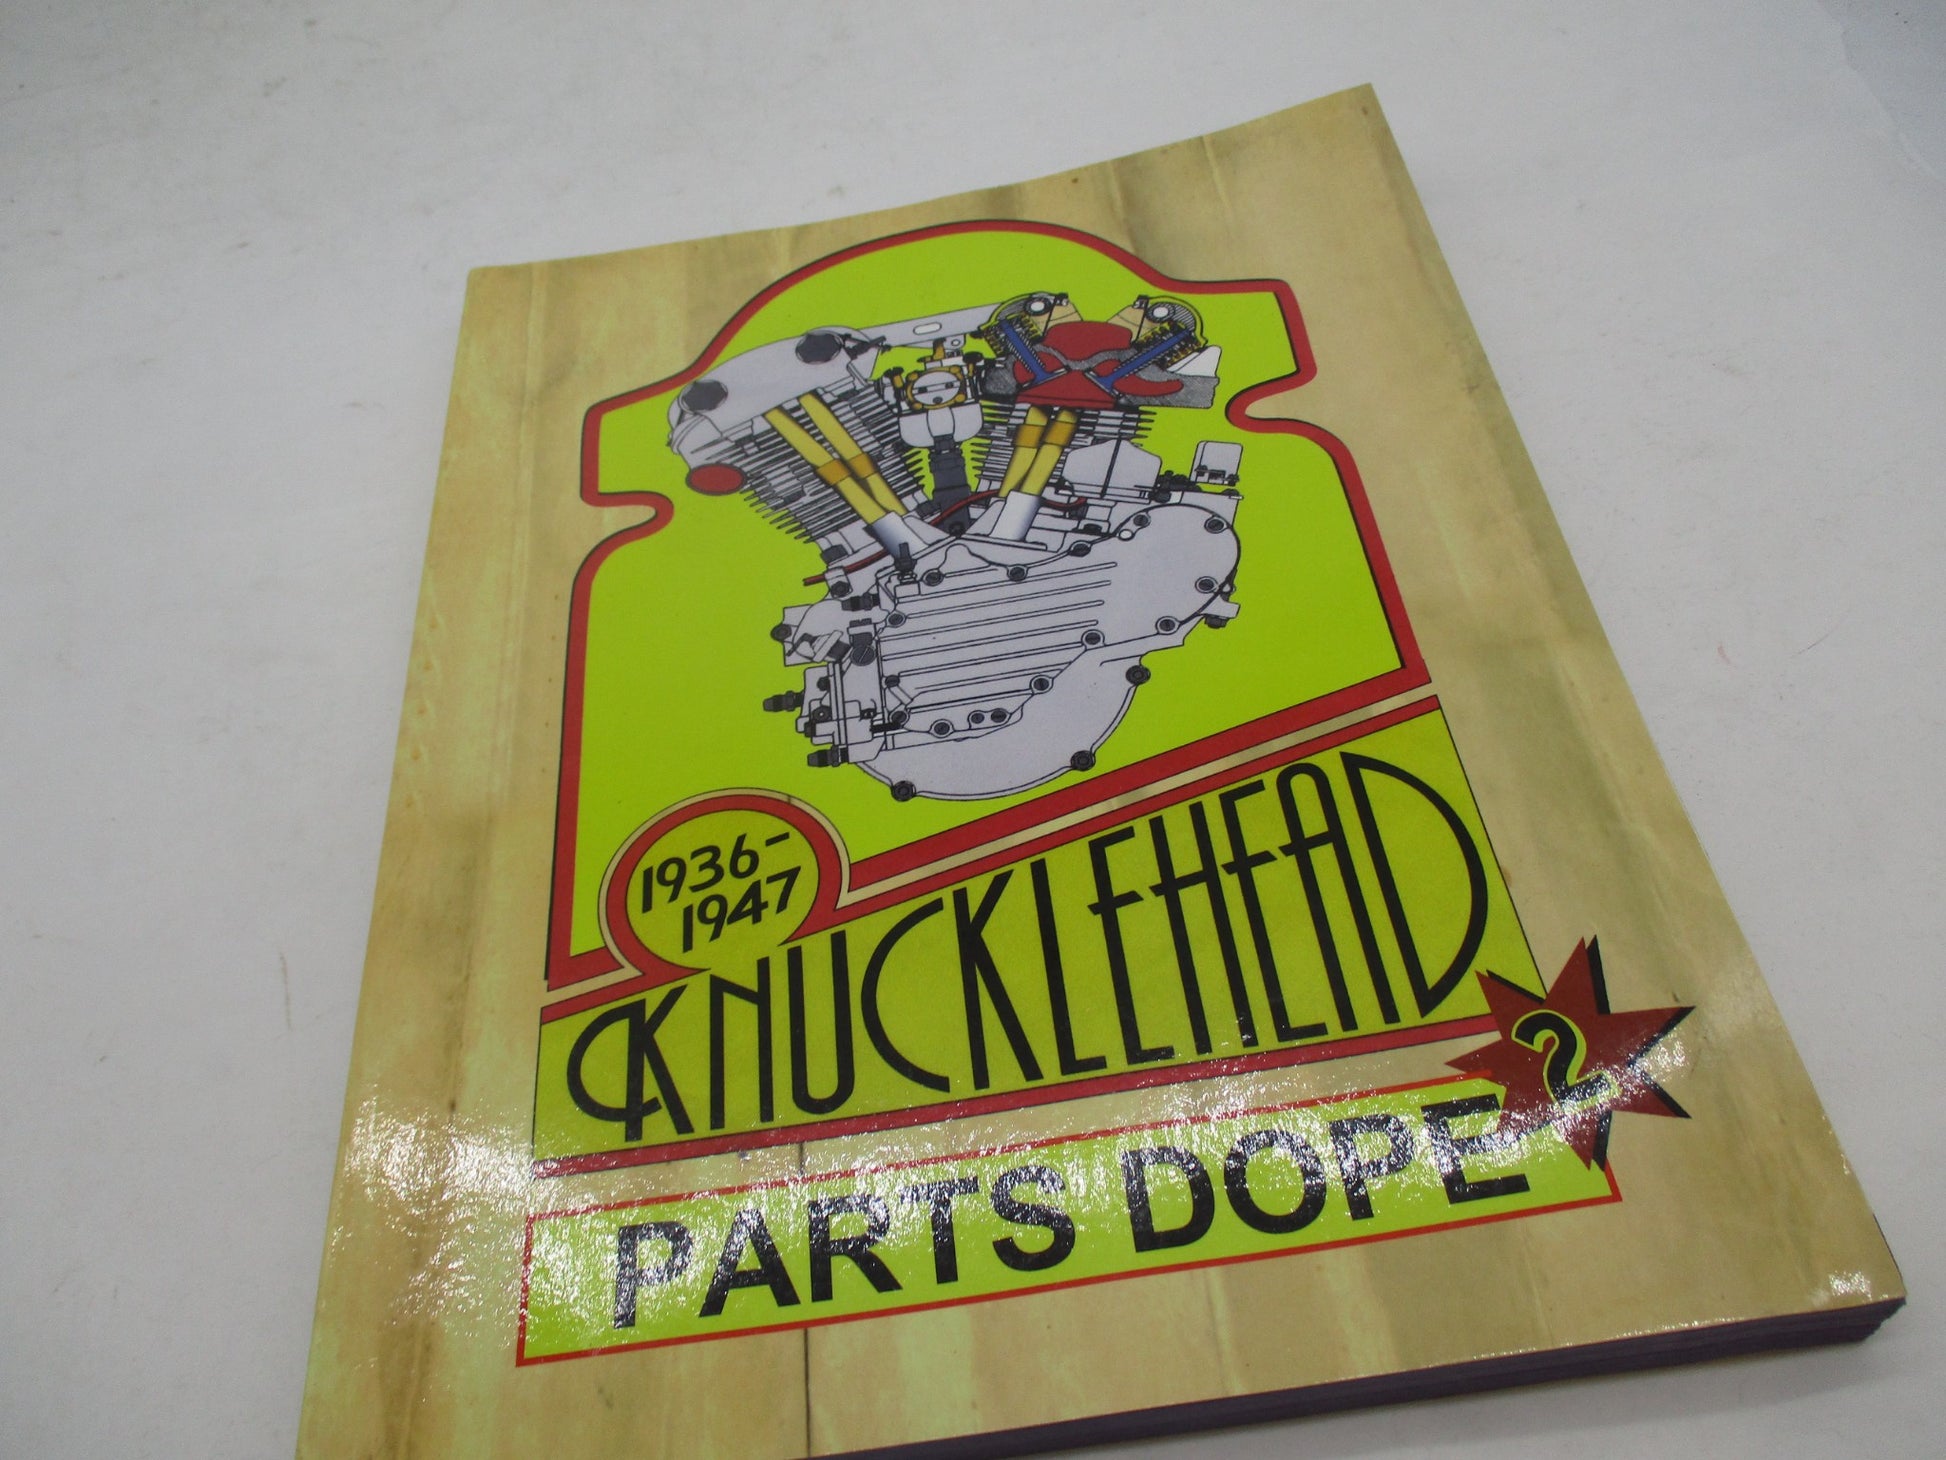 1936-
1947
KNUCKLEHEAD
2
PARTS DOPE